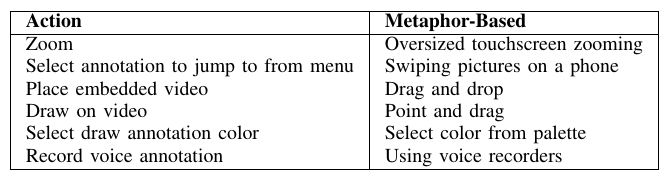 Action Metaphor-Based
Zoom Oversized touchscreen zooming
Select annotation to jump to from menu Swiping pictures on a phone
Place embedded video Drag and drop
Draw on video Point and drag
Select draw annotation color Select color from palette
Record voice annotation Using voice recorders